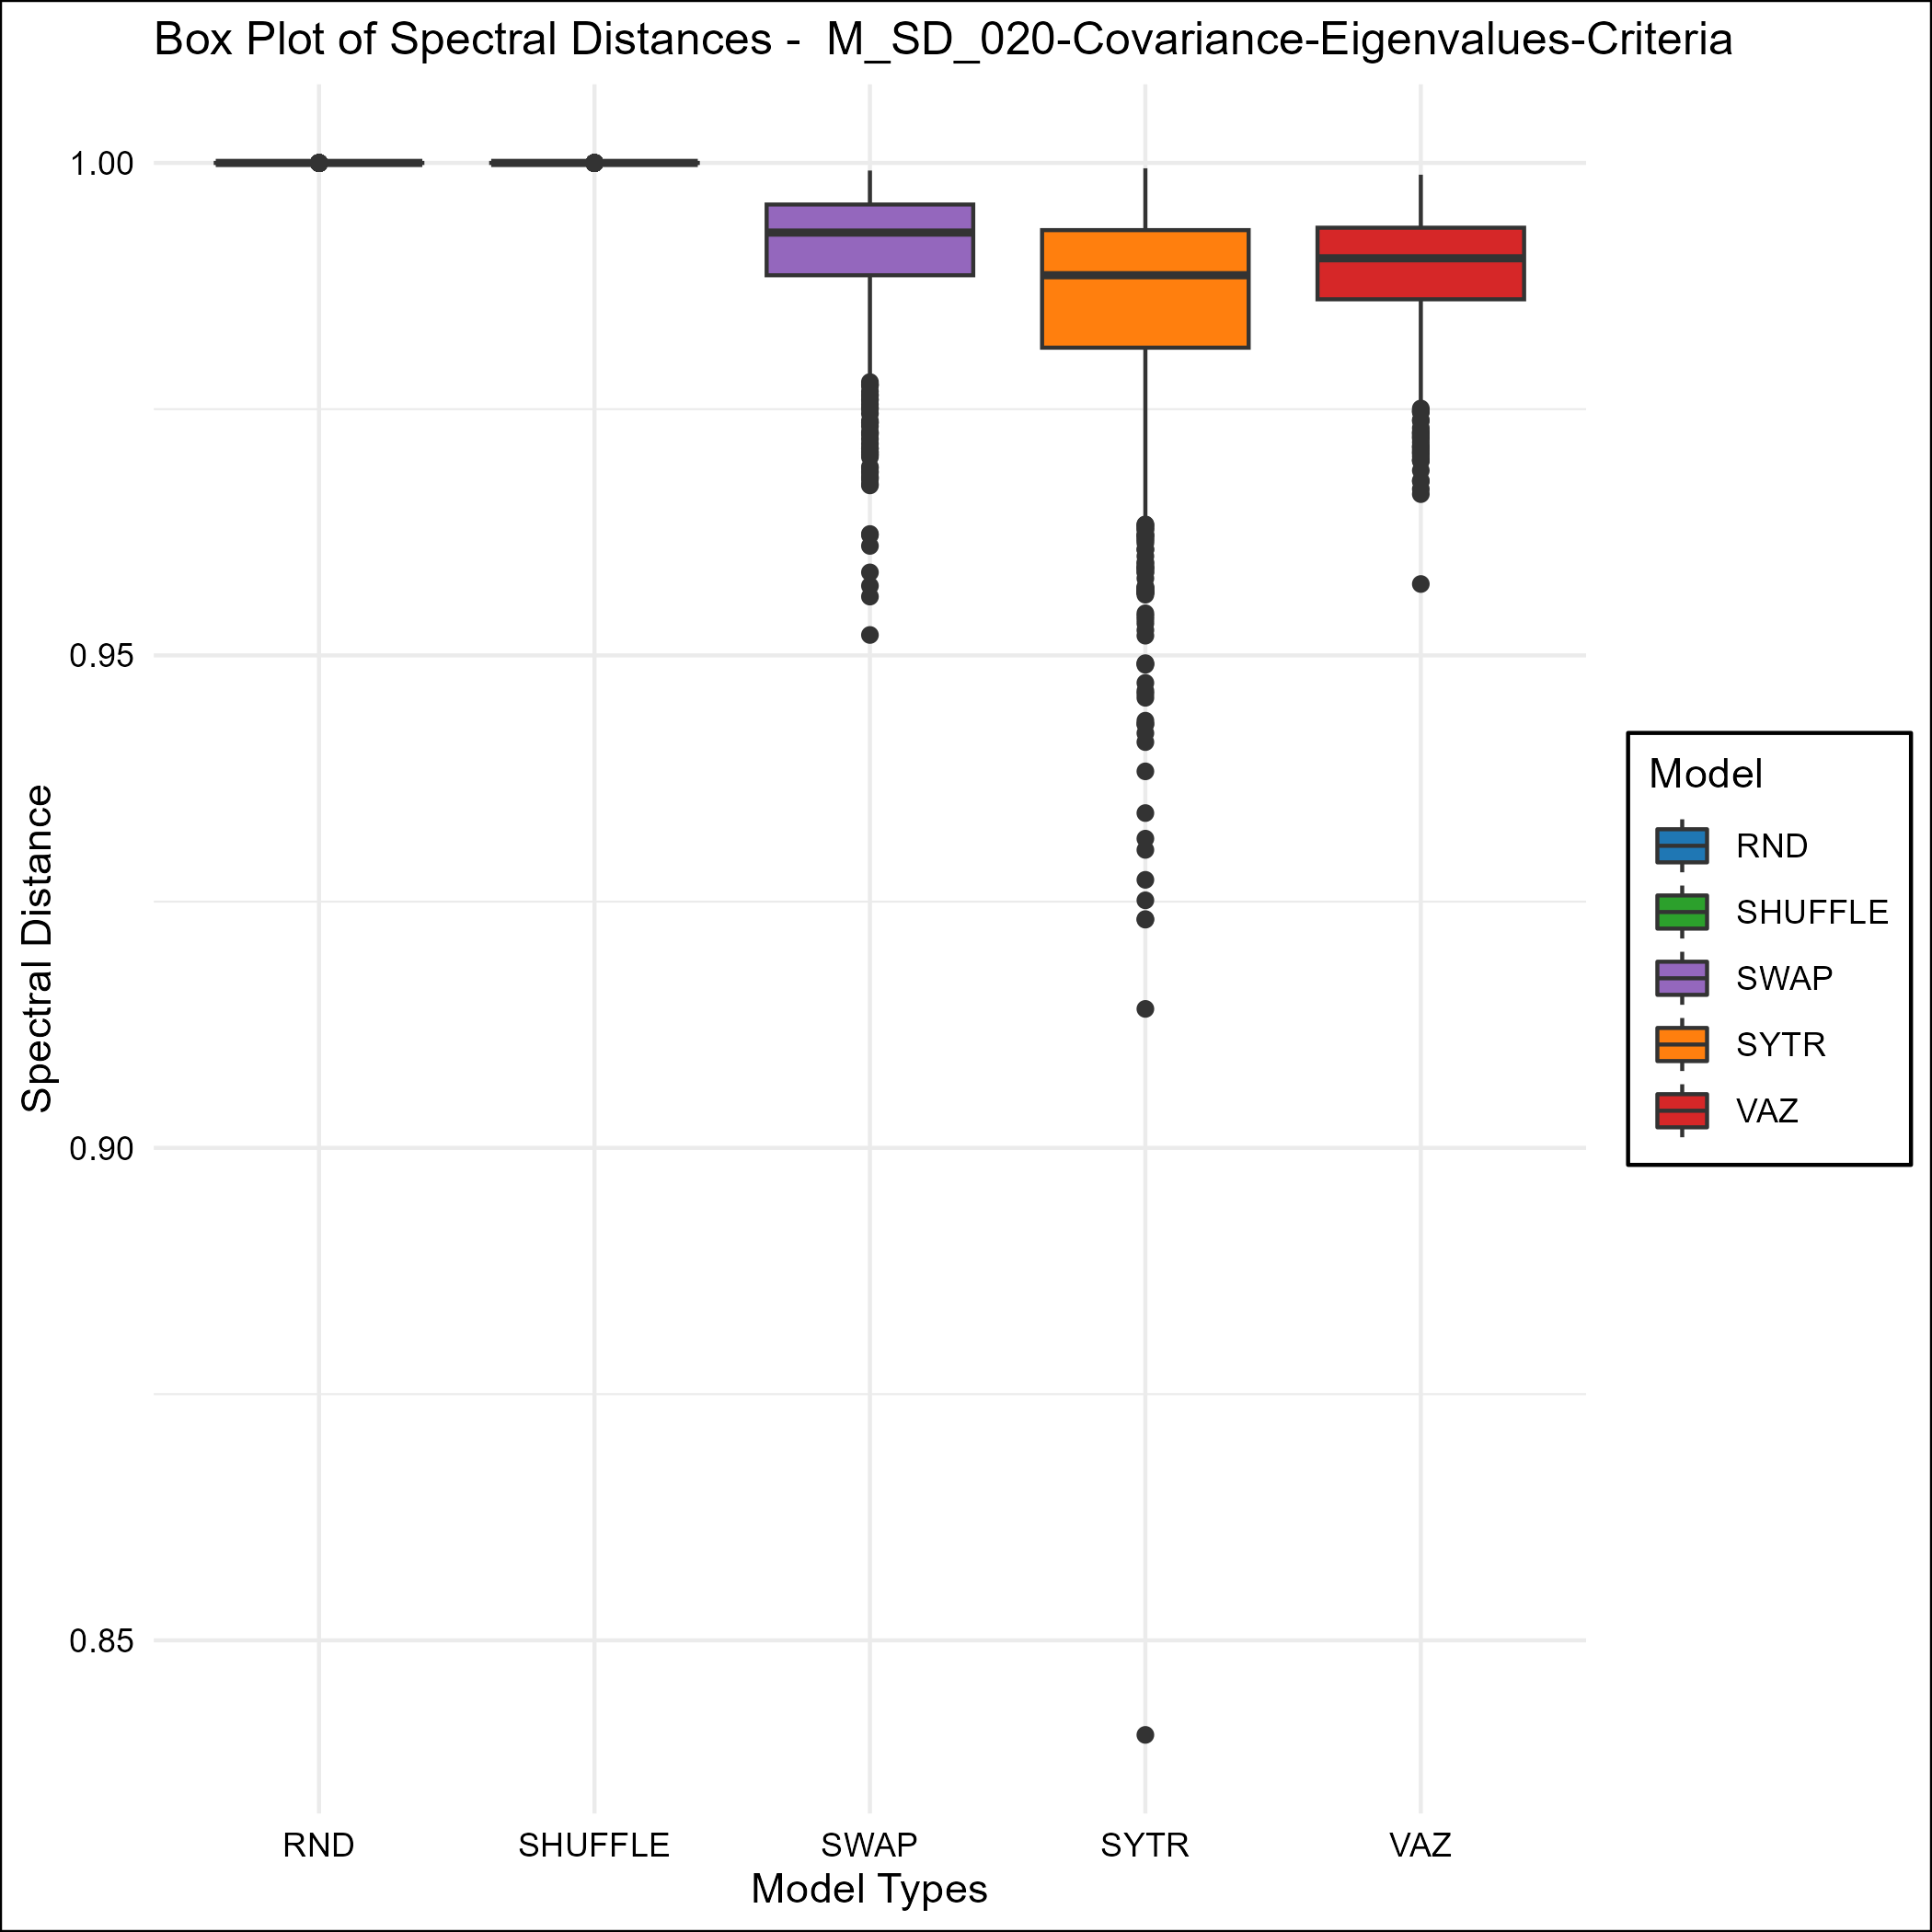 Box Plot of Spectral Distances -  M_SD_020-Covariance-Eigenvalues-Criteria
Spectral Distance
1.00
0.95
0.90
0.85
RND
SHUFFLE
SWAP
SYTR
VAZ
Model Types
Model
RND
SHUFFLE
SWAP
SYTR
VAZ